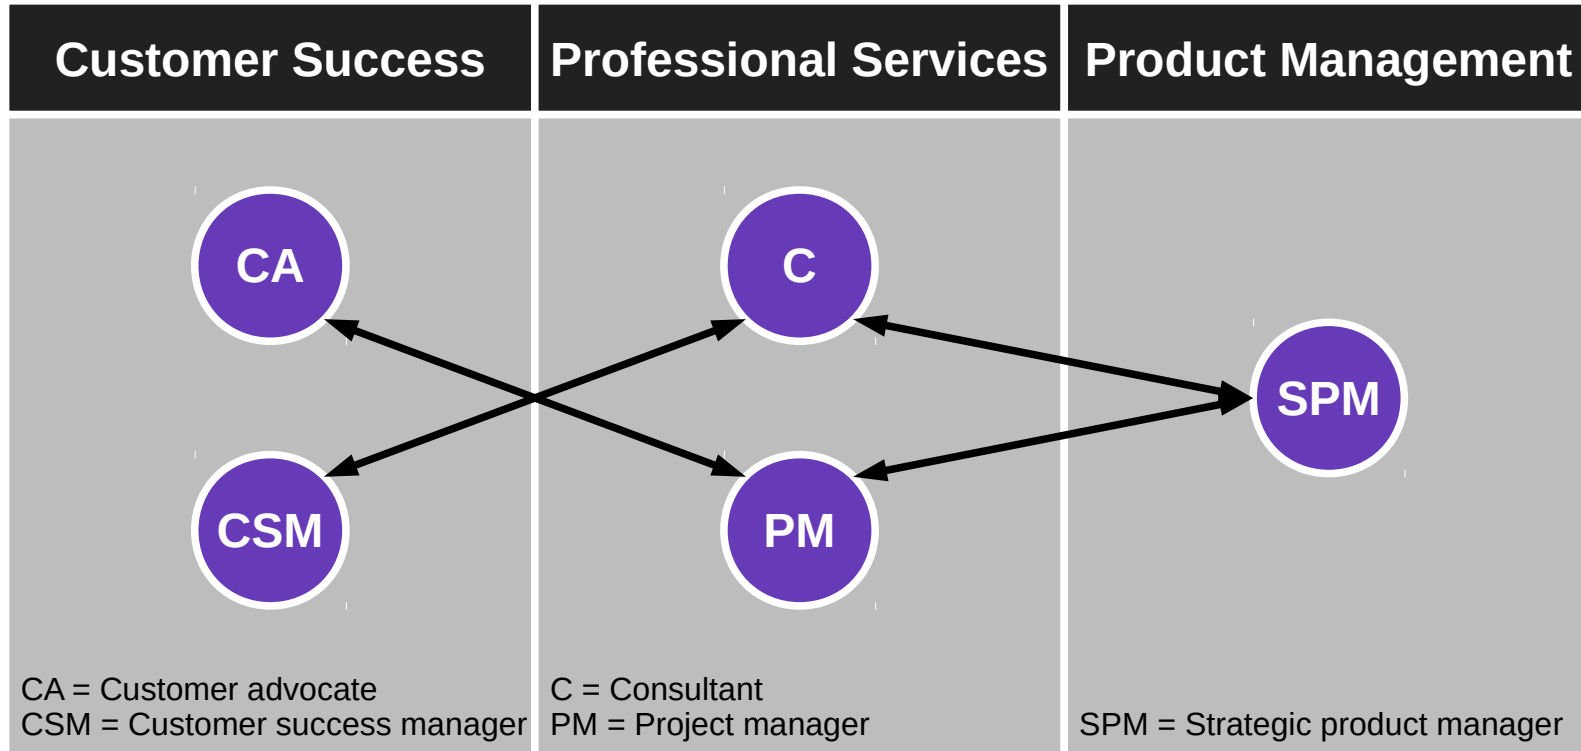 Customer Success
Professional Services
Product Management
CA
C
SPM
CSM
PM
CA = Customer advocate
CSM = Customer success manager
C = Consultant
PM = Project manager
SPM = Strategic product manager